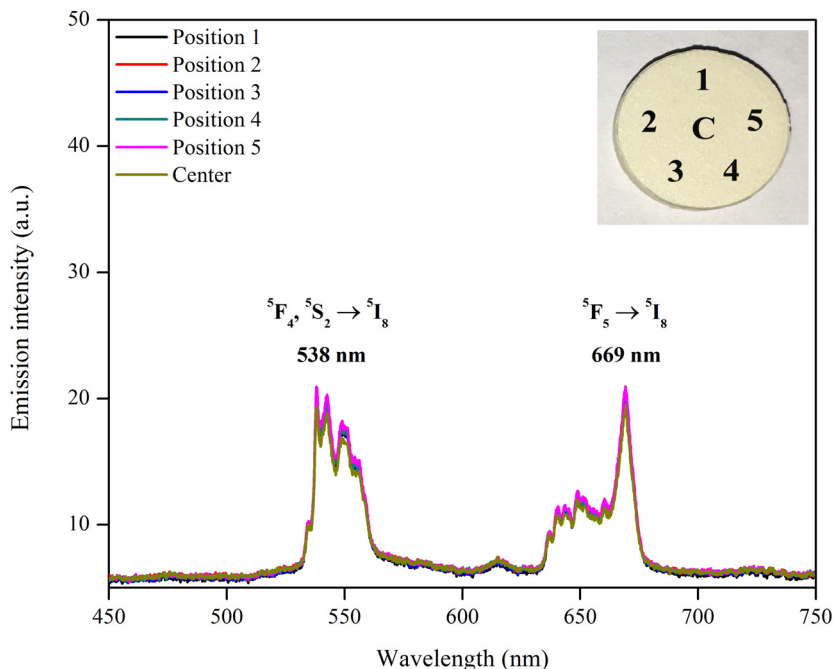 50
40
30
20
10
Emission intensity (a.u.)
Position 1
Position 2
Position 3
Position 4
Position 5
Center
1
2
C
5
3
4
⁵F₄, ⁵S₂ → ⁵I₈
538 nm
⁵F₅ → ⁵I₈
669 nm
450 500 550 600 650 700 750
Wavelength (nm)